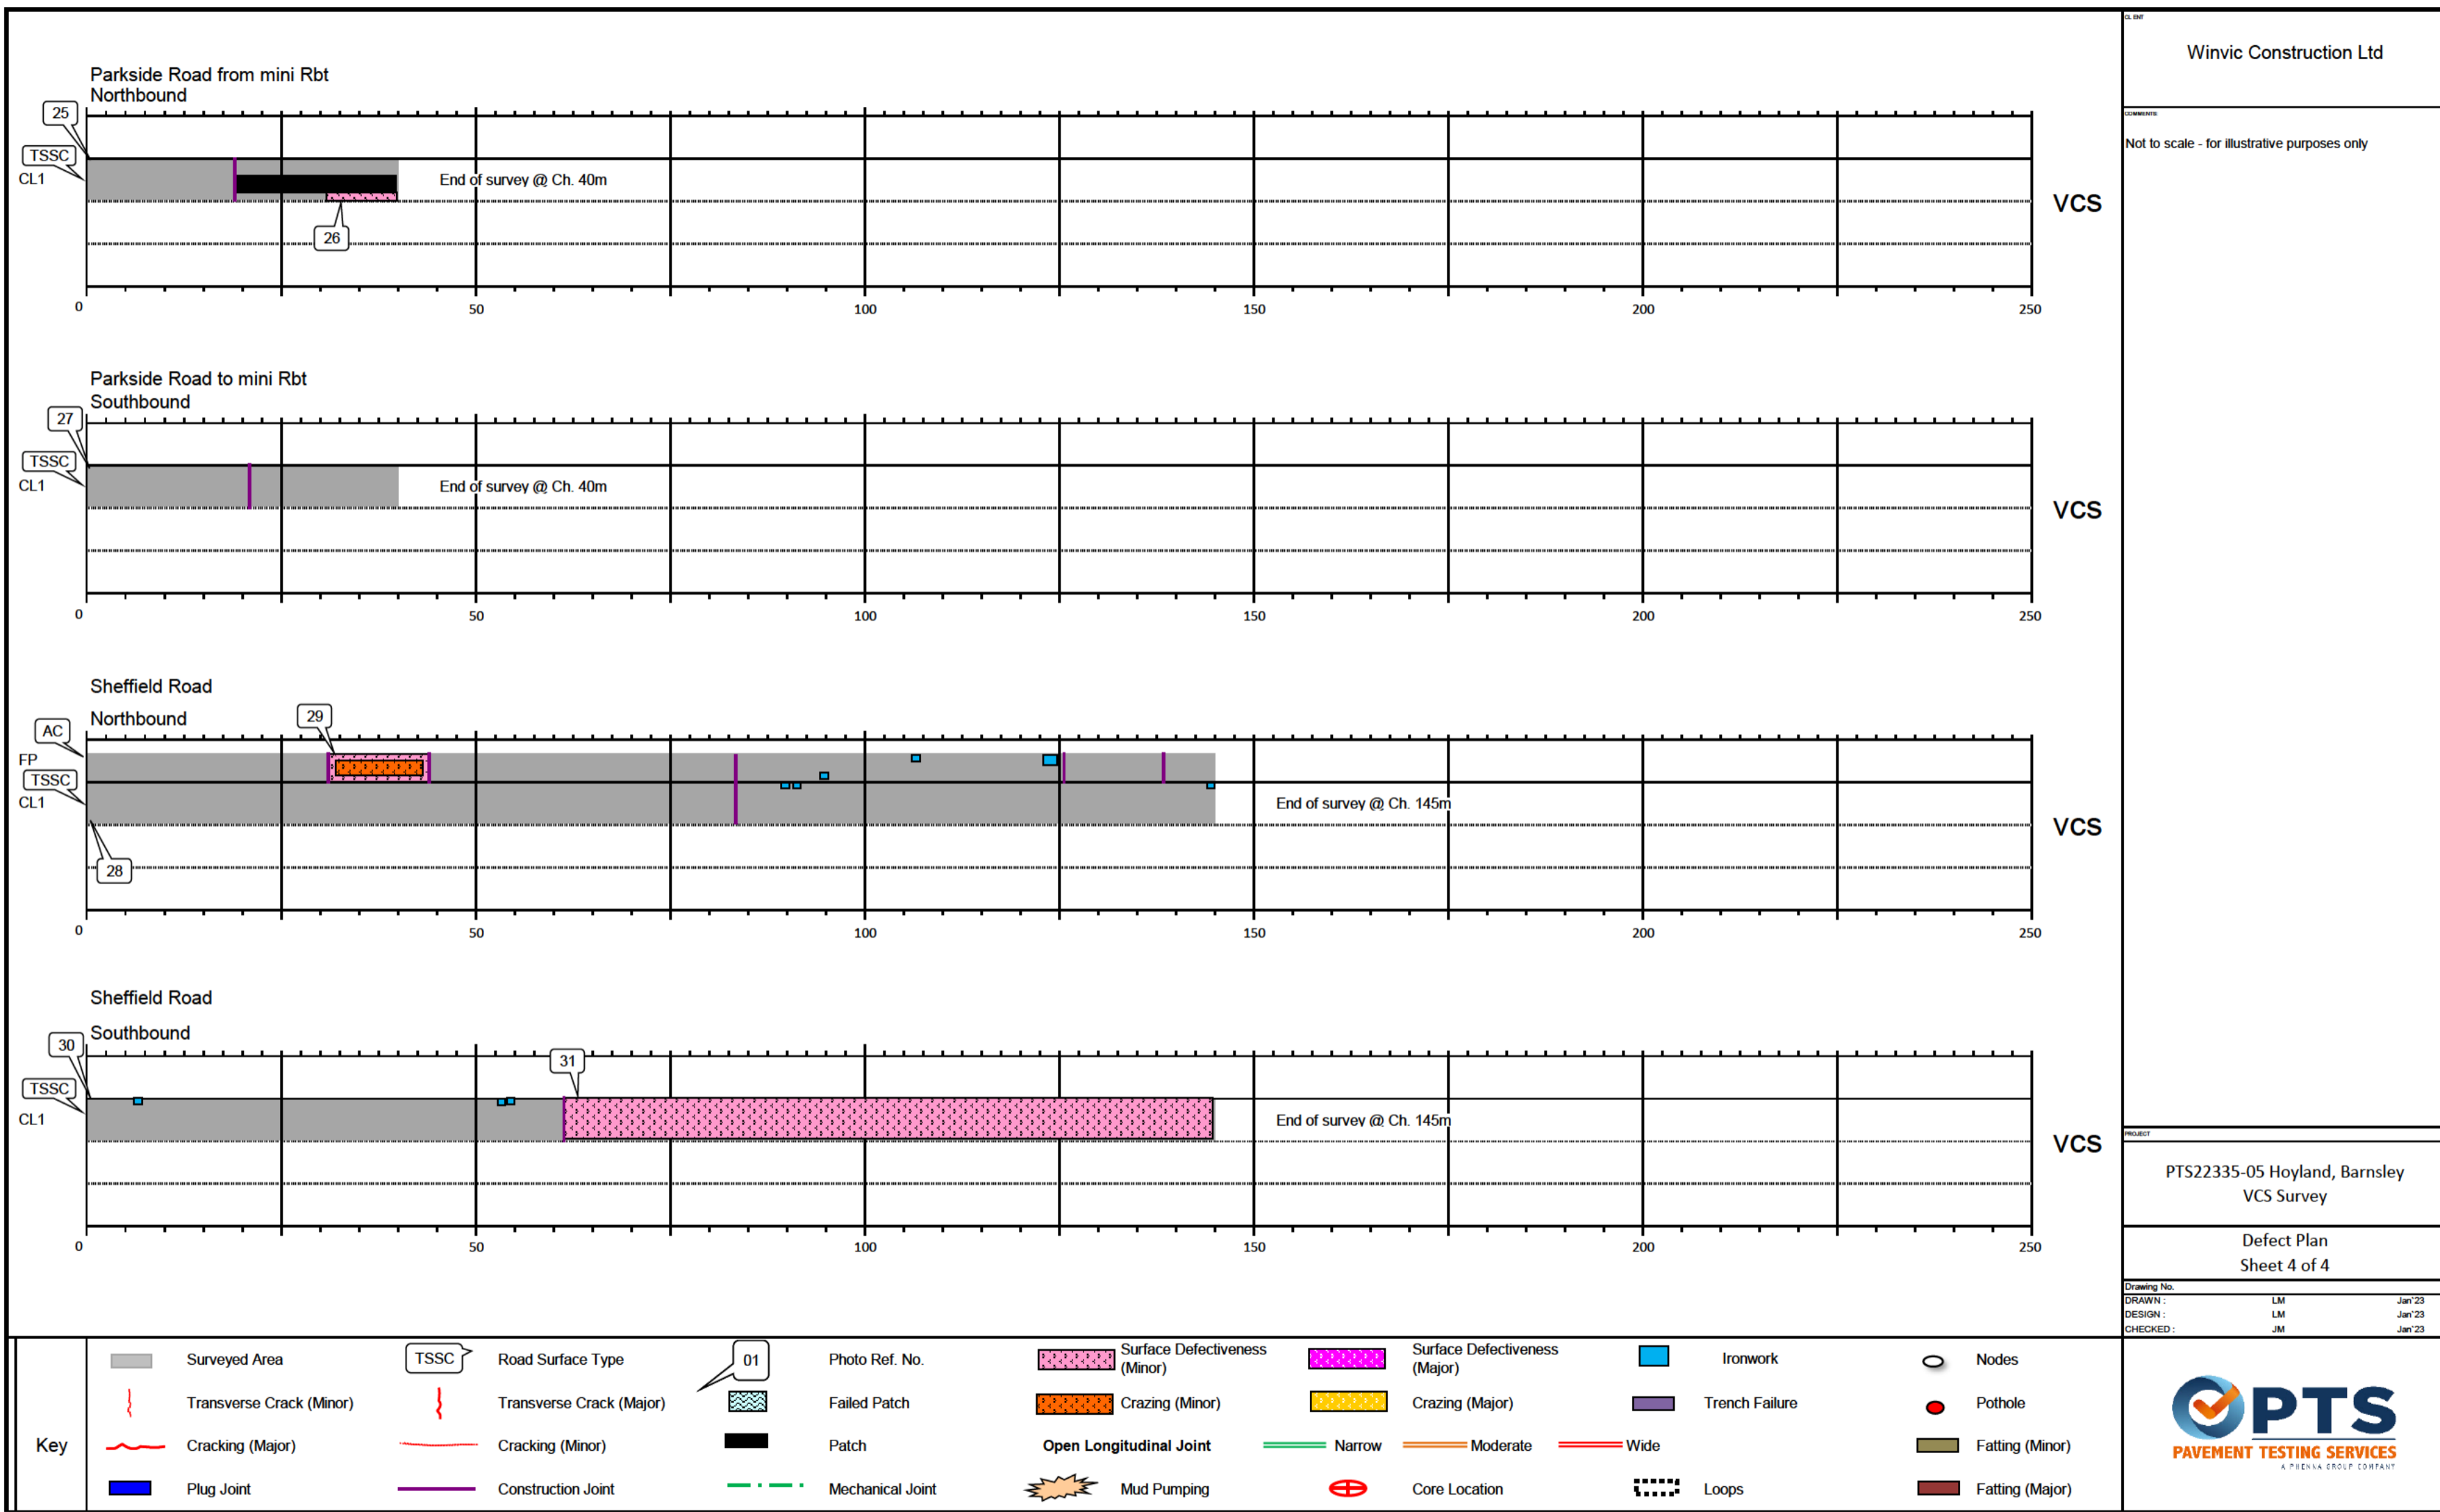 CL ENT
Winvic Construction Ltd
COMMENTS:
Not to scale - for illustrative purposes only
Parkside Road from mini Rbt
Northbound
25
TSSC
CL1
End of survey @ Ch. 40m
26
VCS
0 50 100 150 200 250
Parkside Road to mini Rbt
Southbound
27
TSSC
CL1
End of survey @ Ch. 40m
VCS
0 50 100 150 200 250
Sheffield Road
Northbound
29
AC
FP
TSSC
CL1
End of survey @ Ch. 145m
28
VCS
0 50 100 150 200 250
Sheffield Road
Southbound
30
31
TSSC
CL1
End of survey @ Ch. 145m
VCS
0 50 100 150 200 250
PROJECT
PTS22335-05 Hoyland, Barnsley
VCS Survey
Defect Plan
Sheet 4 of 4
Drawing No.
DRAWN : LM Jan'23
DESIGN : LM Jan'23
CHECKED : JM Jan'23
Key
Surveyed Area
TSSC Road Surface Type
01 Photo Ref. No.
Surface Defectiveness
(Minor)
Surface Defectiveness
(Major)
Ironwork
Nodes
Transverse Crack (Minor)
Transverse Crack (Major)
Failed Patch
Crazing (Minor)
Crazing (Major)
Trench Failure
Pothole
Cracking (Major)
Cracking (Minor)
Patch
Open Longitudinal Joint
Narrow
Moderate
Wide
Fatting (Minor)
Plug Joint
Construction Joint
Mechanical Joint
Mud Pumping
Core Location
Loops
Fatting (Major)
PTS
PAVEMENT TESTING SERVICES
A PHENNA GROUP COMPANY